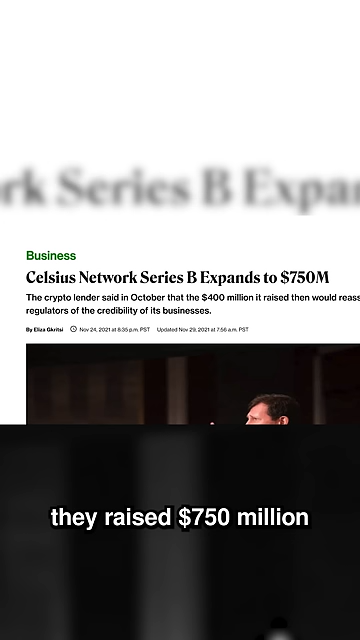 rk Series B Expa
Business
Celsius Network Series B Expands to $750M
The crypto lender said in October that the $400 million it raised then would reass
regulators of the credibility of its businesses.
By Eliza Gkritsi Nov 24, 2021 at 8:35 p.m. PST Updated Nov 29, 2021 at 7:56 a.m. PST
they raised $750 million